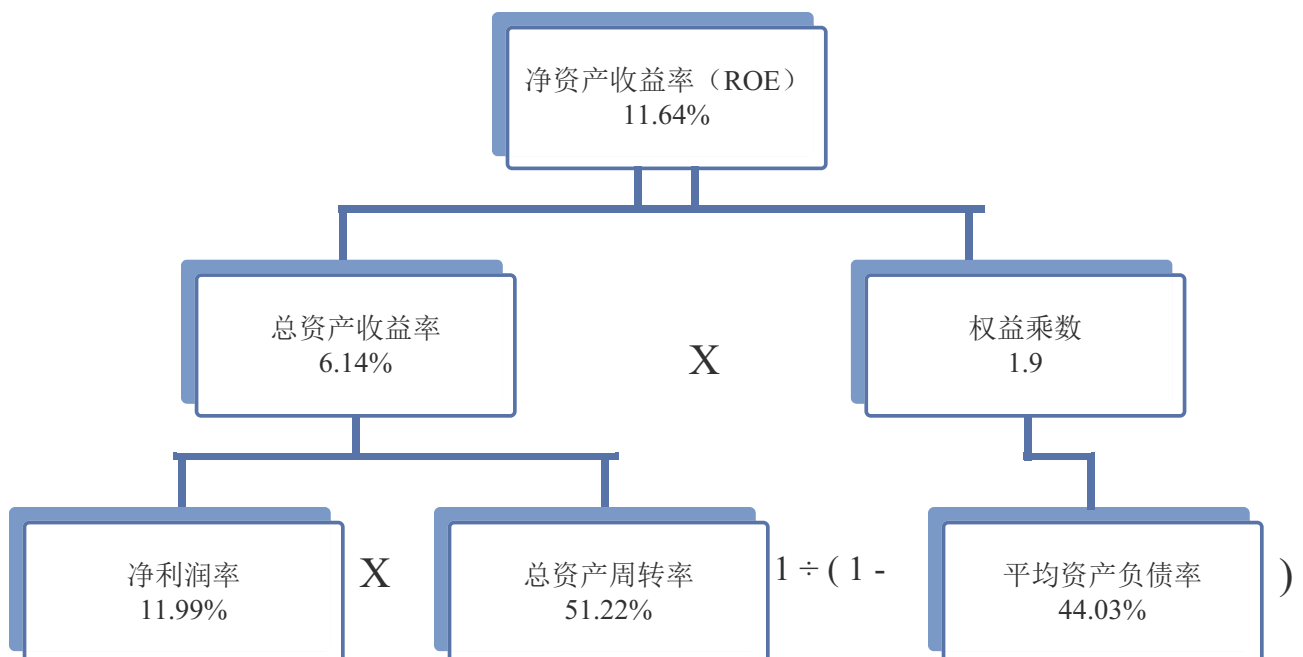 净资产收益率（ROE）
11.64%
总资产收益率
6.14%
X
权益乘数
1.9
净利润率
11.99%
X
总资产周转率
51.22%
1 ÷ ( 1 -
平均资产负债率
44.03%
)